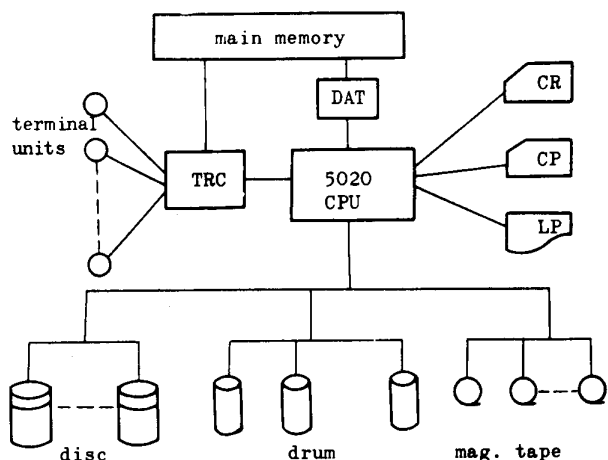 main memory
DAT
CR
terminal
units
TRC
5020
CPU
CP
LP
disc
drum
mag. tape